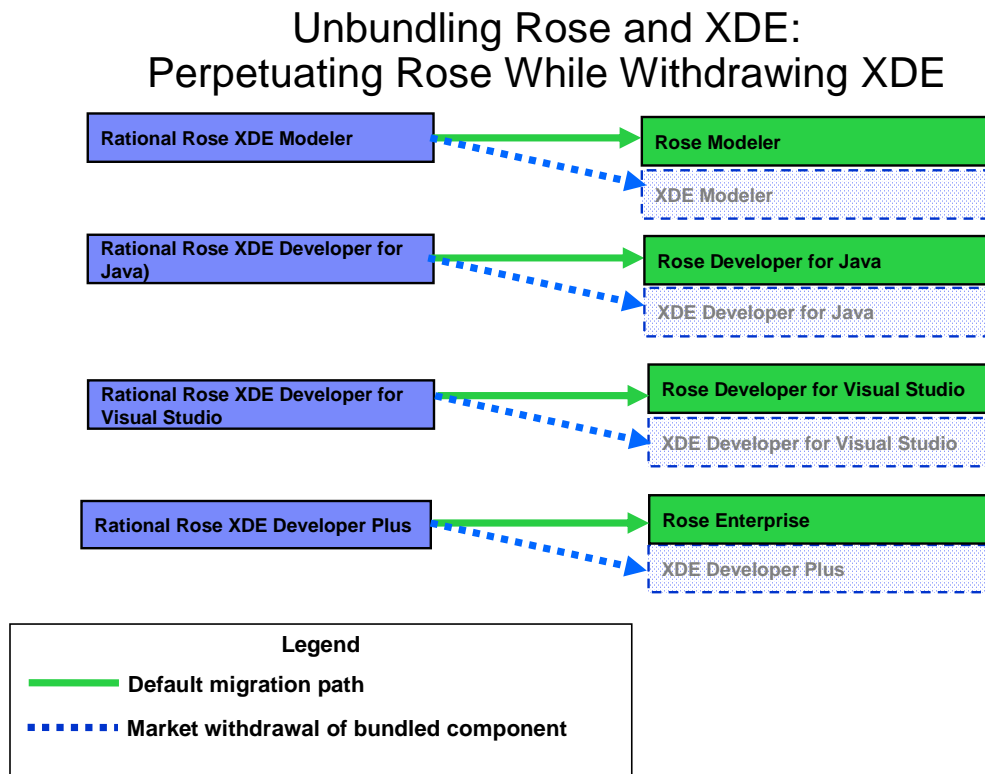 Unbundling Rose and XDE:
Perpetuating Rose While Withdrawing XDE
Rational Rose XDE Modeler
Rose Modeler
XDE Modeler
Rational Rose XDE Developer for
Java)
Rose Developer for Java
XDE Developer for Java
Rational Rose XDE Developer for
Visual Studio
Rose Developer for Visual Studio
XDE Developer for Visual Studio
Rational Rose XDE Developer Plus
Rose Enterprise
XDE Developer Plus
Legend
Default migration path
Market withdrawal of bundled component